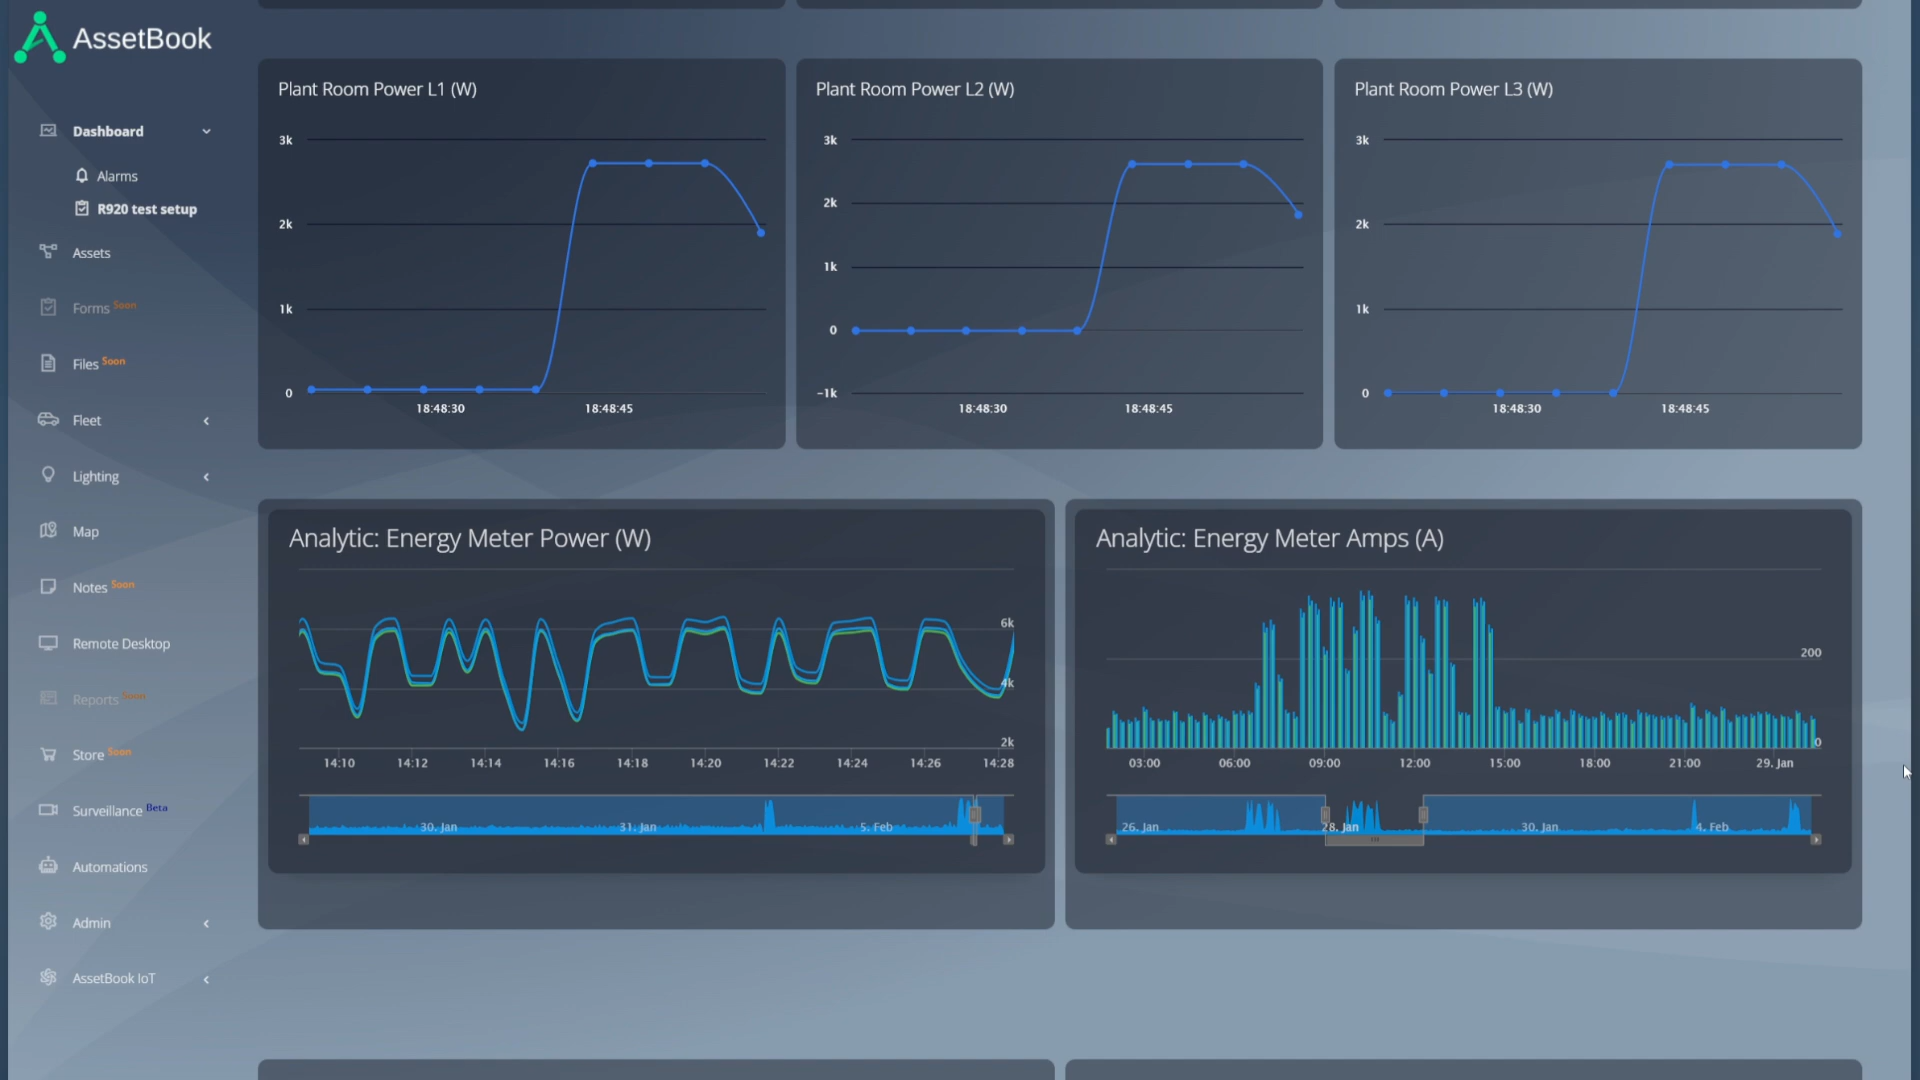 AssetBook
Dashboard
Alarms
R920 test setup
Assets
Forms Soon
Files Soon
Fleet
Lighting
Map
Notes Soon
Remote Desktop
Reports Soon
Store Soon
Surveillance Beta
Automations
Admin
AssetBook IoT
Plant Room Power L1 (W)
3k
2k
1k
0
18:48:30 18:48:45
Plant Room Power L2 (W)
3k
2k
1k
0
-1k
18:48:30 18:48:45
Plant Room Power L3 (W)
3k
2k
1k
0
18:48:30 18:48:45
Analytic: Energy Meter Power (W)
6k
4k
2k
14:10 14:12 14:14 14:16 14:18 14:20 14:22 14:24 14:26 14:28
30. Jan 31. Jan 5. Feb
Analytic: Energy Meter Amps (A)
200
0
03:00 06:00 09:00 12:00 15:00 18:00 21:00 29. Jan
26. Jan 28. Jan 30. Jan 4. Feb